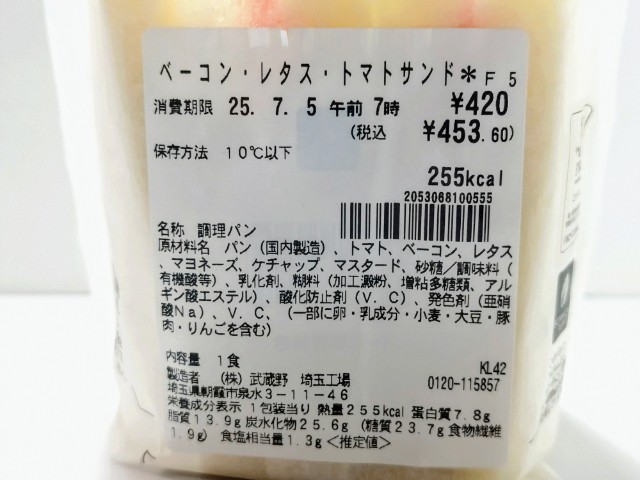 ベーコン・レタス・トマトサンド＊Ｆ５
消費期限 25. 7. 5 午前 7時 ¥420
(税込 ¥453.60)
保存方法 10℃以下
255kcal
2053068100555
名称 調理パン
原材料名 パン（国内製造）、トマト、ベーコン、レタス
、マヨネーズ、ケチャップ、マスタード、砂糖／調味料（
有機酸等）、乳化剤、糊料（加工澱粉、増粘多糖類、アル
ギン酸エステル）、酸化防止剤（Ｖ．Ｃ）、発色剤（亜硝
酸Ｎａ）、Ｖ．Ｃ、（一部に卵・乳成分・小麦・大豆・豚
肉・りんごを含む）
内容量 1食 KL42
製造者 （株）武蔵野 埼玉工場 0120-115857
埼玉県朝霞市泉水３－１１－４６
栄養成分表示 １包装当り 熱量255kcal 蛋白質7.8g
脂質13.9g 炭水化物25.6g（糖質23.7g 食物繊維
1.9g） 食塩相当量1.3g＜推定値＞